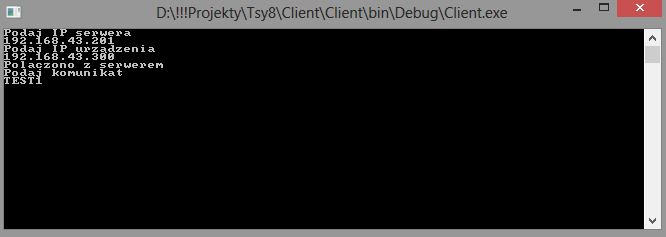 D:\!!!Projekty\Tsy8\Client\Client\bin\Debug\Client.exe
Podaj IP serwera
192.168.43.201
Podaj IP urzadzenia
192.168.43.300
Polaczono z serwerem
Podaj komunikat
TEST1